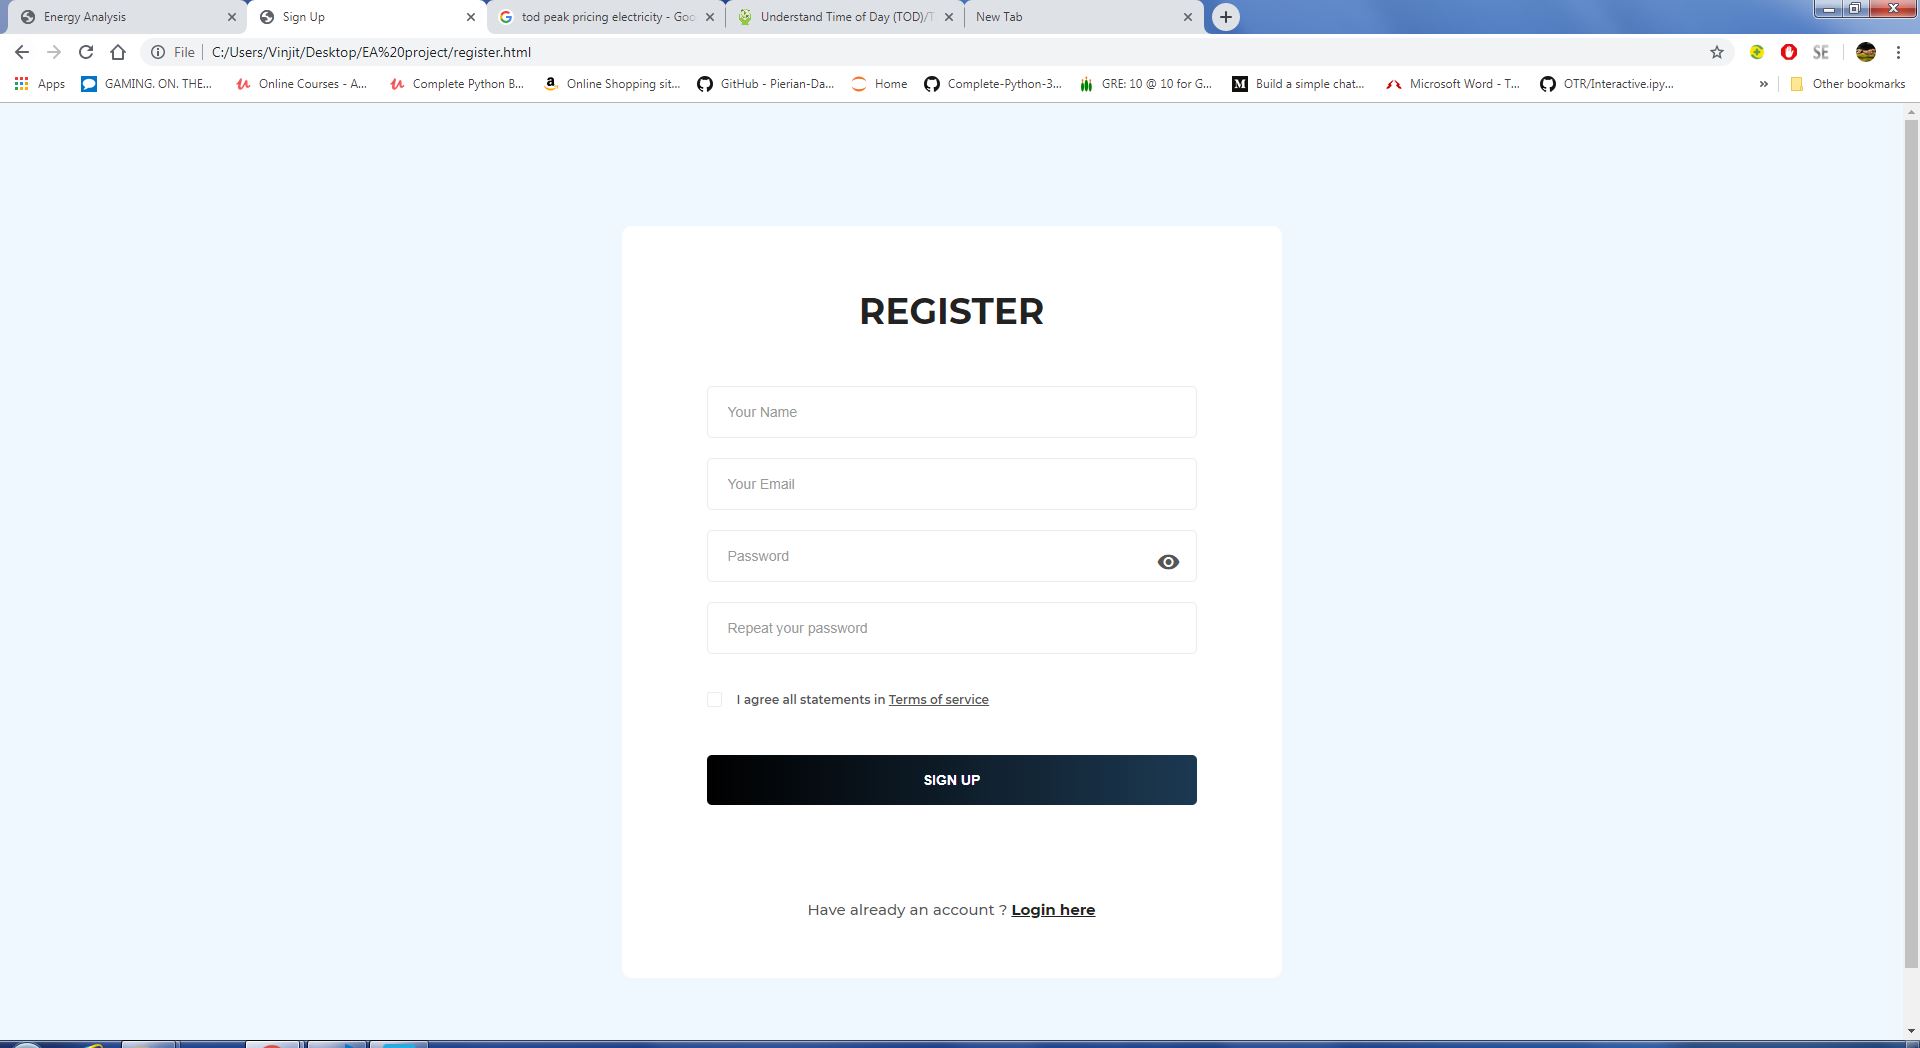 Energy Analysis
Sign Up
tod peak pricing electricity - Goo
Understand Time of Day (TOD)/T
New Tab
File
C:/Users/Vinjit/Desktop/EA%20project/register.html
SE
Apps
GAMING. ON. THE...
Online Courses - A...
Complete Python B...
Online Shopping sit...
GitHub - Pierian-Da...
Home
Complete-Python-3...
GRE: 10 @ 10 for G...
Build a simple chat...
Microsoft Word - T...
OTR/Interactive.ipy...
Other bookmarks
REGISTER
Your Name
Your Email
Password
Repeat your password
I agree all statements in Terms of service
SIGN UP
Have already an account ? Login here